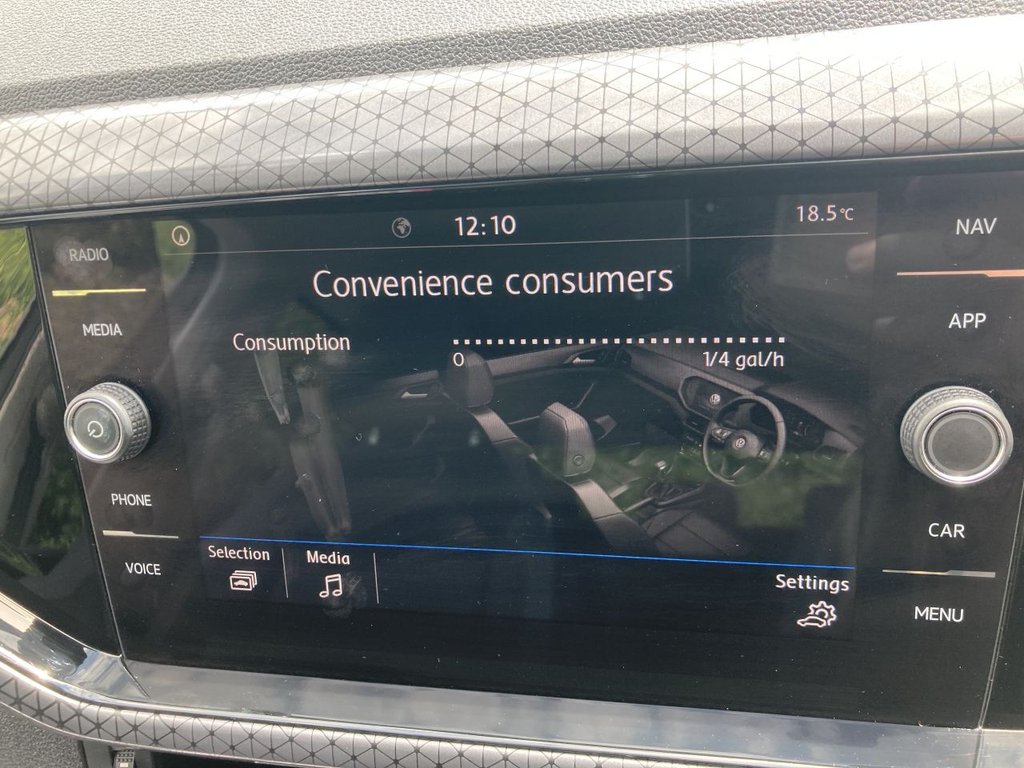 12:10
18.5°C
RADIO
MEDIA
PHONE
VOICE
Convenience consumers
Consumption
0
1/4 gal/h
Selection
Media
Settings
NAV
APP
CAR
MENU